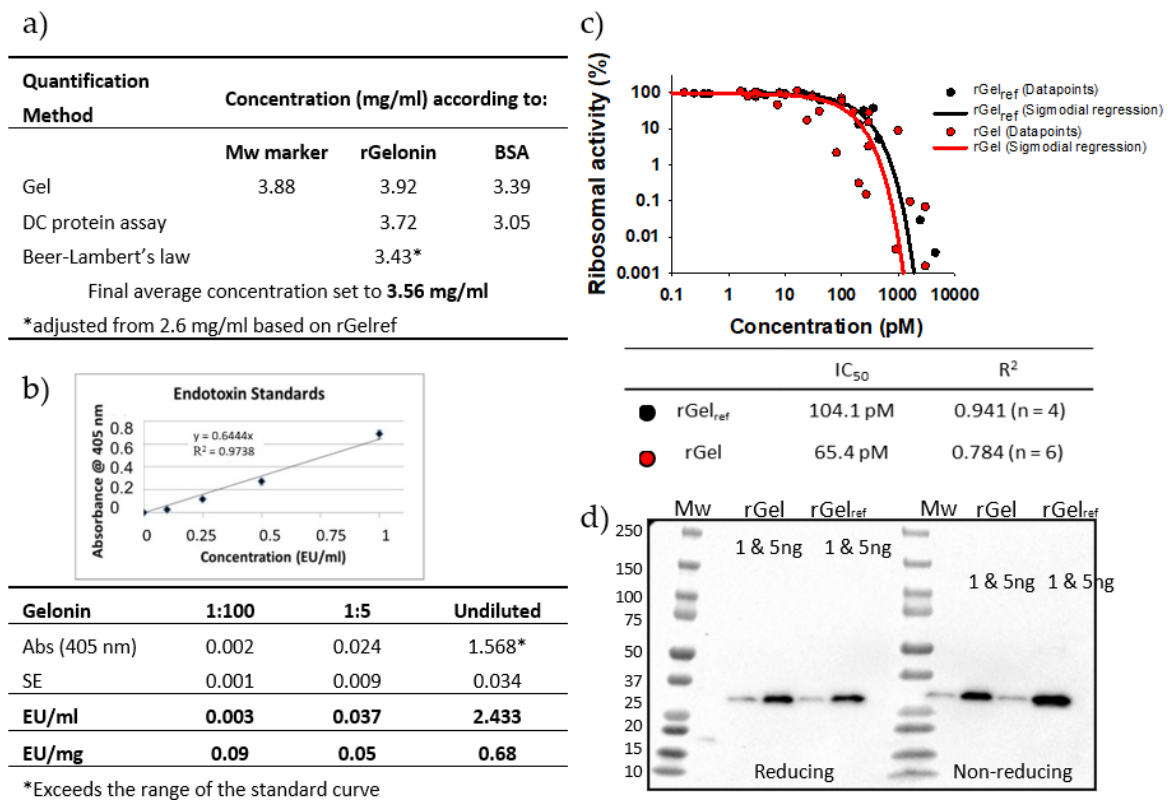 a)
Quantification Method
Concentration (mg/ml) according to:
Mw marker rGelonin BSA
Gel 3.88 3.92 3.39
DC protein assay 3.72 3.05
Beer-Lambert's law 3.43*
Final average concentration set to 3.56 mg/ml
*adjusted from 2.6 mg/ml based on rGelref
b)
Endotoxin Standards
Absorbance @ 405 nm
0.8
0.6
0.4
0.2
0
y = 0.6444x
R² = 0.9738
0 0.25 0.5 0.75 1
Concentration (EU/ml)
Gelonin 1:100 1:5 Undiluted
Abs (405 nm) 0.002 0.024 1.568*
SE 0.001 0.009 0.034
EU/ml 0.003 0.037 2.433
EU/mg 0.09 0.05 0.68
*Exceeds the range of the standard curve
c)
Ribosomal activity (%)
100
10
1
0.1
0.01
0.001
0.1 1 10 100 1000 10000
Concentration (pM)
rGelref (Datapoints)
rGelref (Sigmodial regression)
rGel (Datapoints)
rGel (Sigmodial regression)
IC50 R²
rGelref 104.1 pM 0.941 (n = 4)
rGel 65.4 pM 0.784 (n = 6)
d)
Mw rGel rGelref Mw rGel rGelref
1 & 5ng 1 & 5ng
1 & 5ng 1 & 5ng
250
150
100
75
50
37
25
20
15
10
Reducing Non-reducing